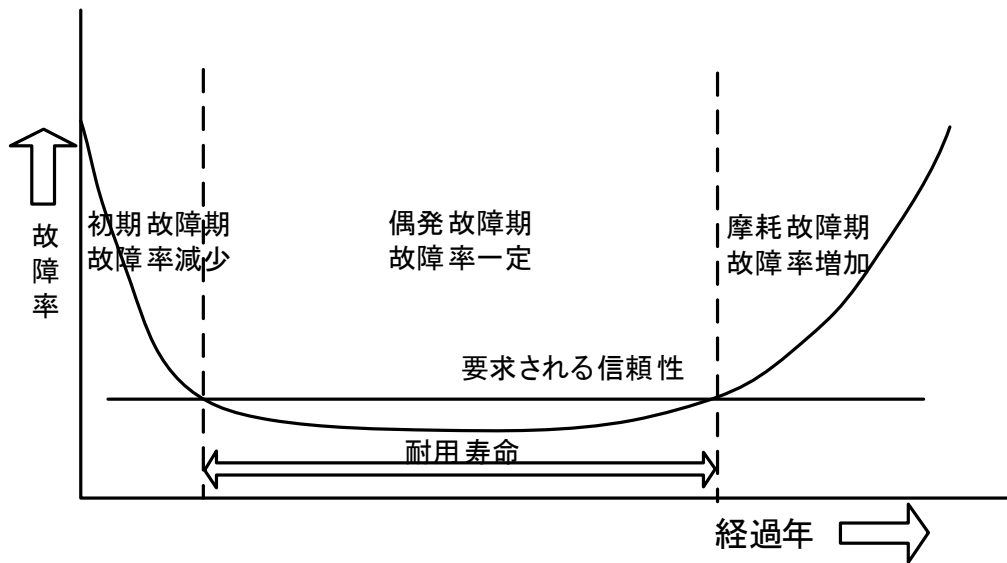 故障率
初期故障期
故障率減少
偶発故障期
故障率一定
摩耗故障期
故障率増加
要求される信頼性
耐用寿命
経過年